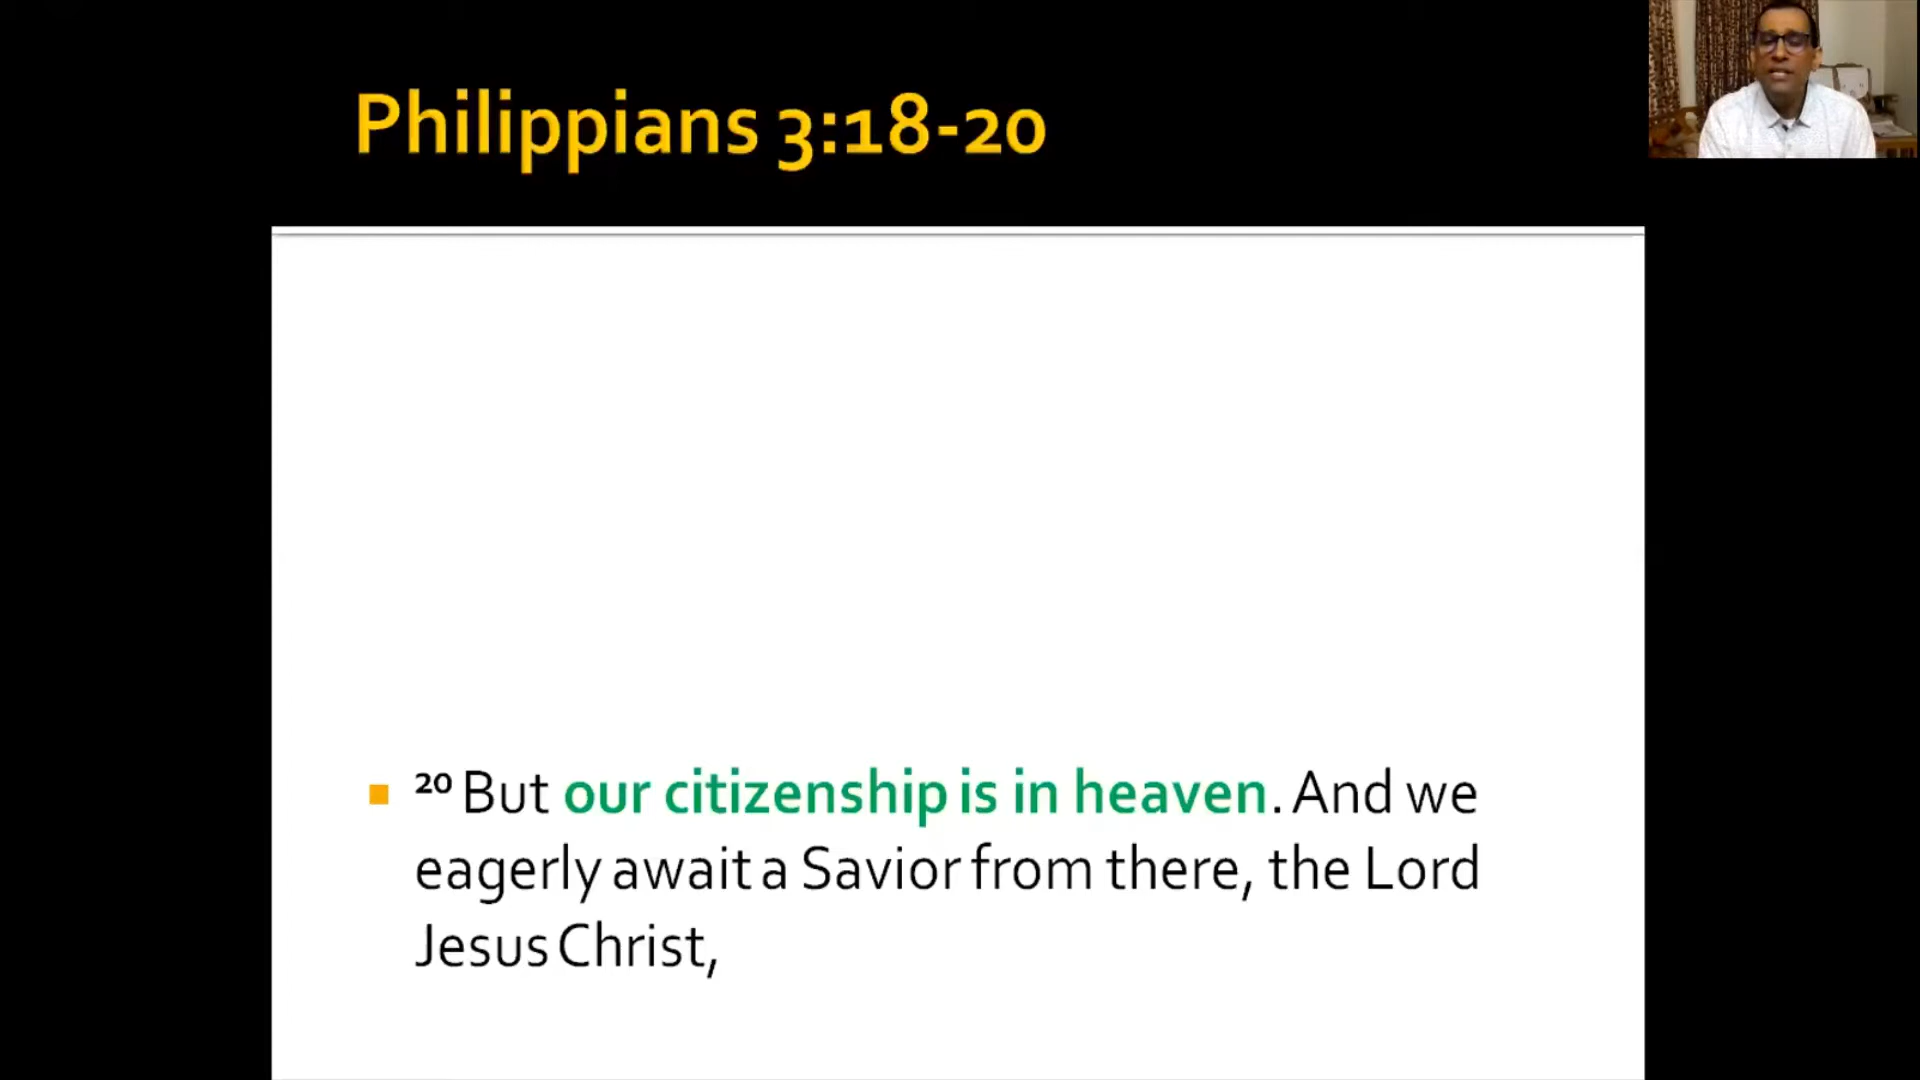 Philippians 3:18-20
20 But our citizenship is in heaven. And we
eagerly await a Savior from there, the Lord
Jesus Christ,